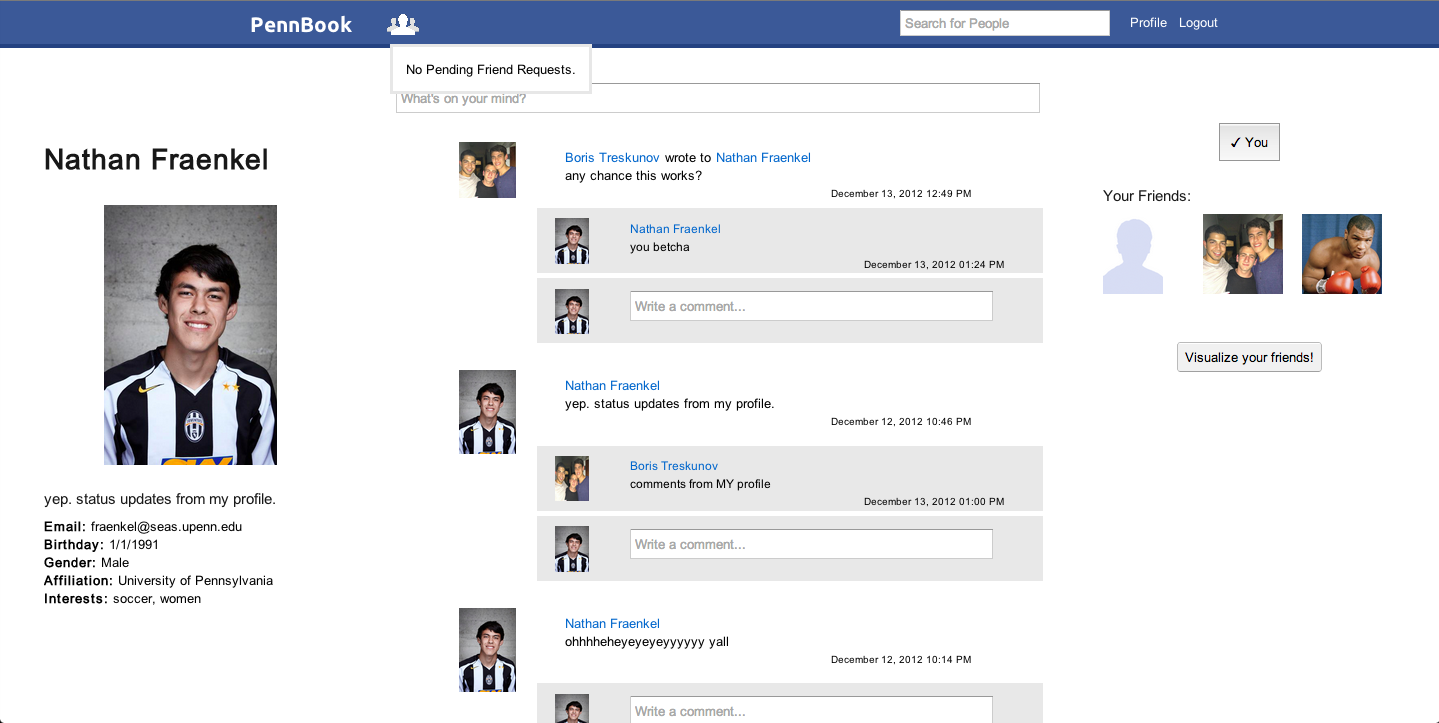 PennBook
Search for People
Profile
Logout
No Pending Friend Requests.
What's on your mind?
Nathan Fraenkel
yep. status updates from my profile.
Email: fraenkel@seas.upenn.edu
Birthday: 1/1/1991
Gender: Male
Affiliation: University of Pennsylvania
Interests: soccer, women
Boris Treskunov wrote to Nathan Fraenkel
any chance this works?
December 13, 2012 12:49 PM
Nathan Fraenkel
you betcha
December 13, 2012 01:24 PM
Write a comment...
Nathan Fraenkel
yep. status updates from my profile.
December 12, 2012 10:46 PM
Boris Treskunov
comments from MY profile
December 13, 2012 01:00 PM
Write a comment...
Nathan Fraenkel
ohhhheheyeyeyeyyyyyy yall
December 12, 2012 10:14 PM
Write a comment...
✓ You
Your Friends:
Visualize your friends!